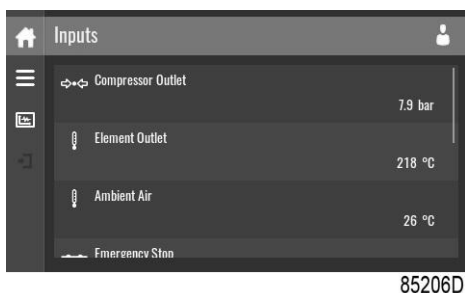 Inputs
Compressor Outlet
7.9 bar
Element Outlet
218 °C
Ambient Air
26 °C
Emergency Stop
85206D